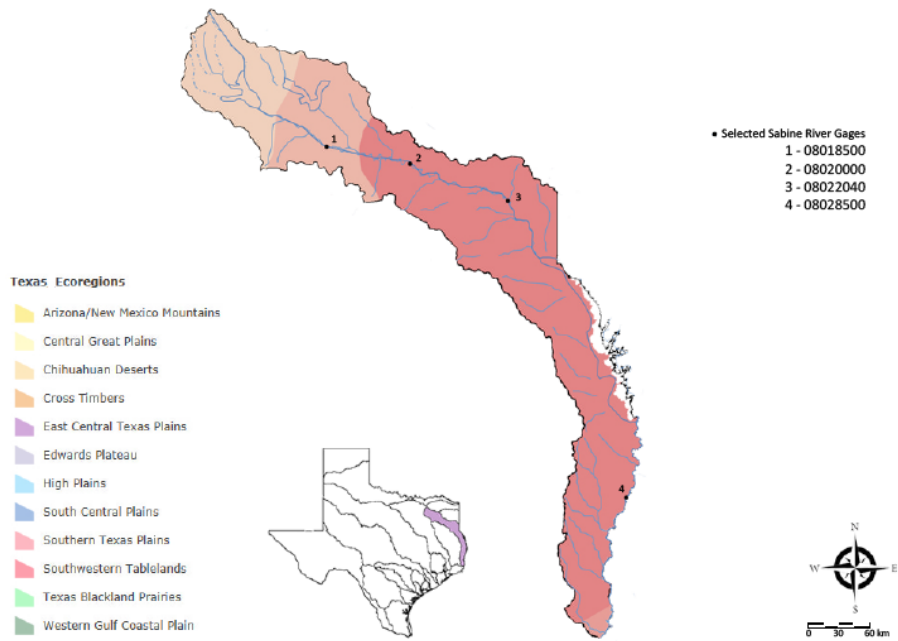 1
2
3
4
• Selected Sabine River Gages
1 - 08018500
2 - 08020000
3 - 08022040
4 - 08028500
Texas Ecoregions
Arizona/New Mexico Mountains
Central Great Plains
Chihuahuan Deserts
Cross Timbers
East Central Texas Plains
Edwards Plateau
High Plains
South Central Plains
Southern Texas Plains
Southwestern Tablelands
Texas Blackland Prairies
Western Gulf Coastal Plain
N
W E
S
0 30 60 km